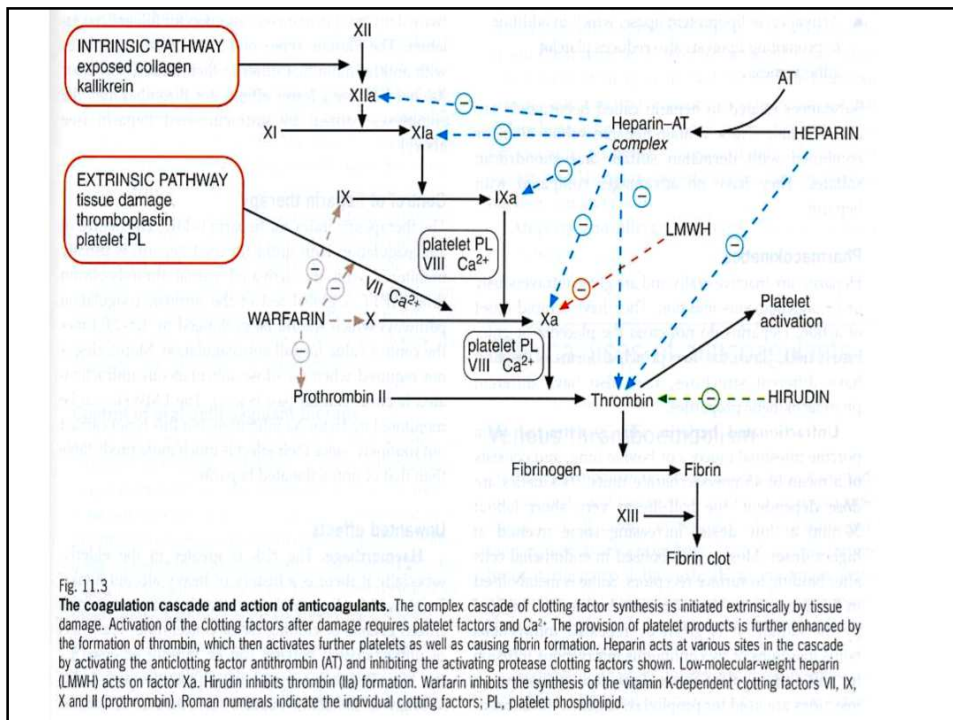 INTRINSIC PATHWAY
exposed collagen
kallikrein
XII
XIIa
XI
XIa
AT
Heparin–AT
complex
HEPARIN
EXTRINSIC PATHWAY
tissue damage
thromboplastin
platelet PL
IX
IXa
LMWH
platelet PL
VIII Ca2+
VII Ca2+
WARFARIN
X
Xa
Platelet
activation
platelet PL
VIII Ca2+
Prothrombin II
Thrombin
HIRUDIN
Fibrinogen
Fibrin
XIII
Fibrin clot
Fig. 11.3
The coagulation cascade and action of anticoagulants. The complex cascade of clotting factor synthesis is initiated extrinsically by tissue
damage. Activation of the clotting factors after damage requires platelet factors and Ca2+ The provision of platelet products is further enhanced by
the formation of thrombin, which then activates further platelets as well as causing fibrin formation. Heparin acts at various sites in the cascade
by activating the anticlotting factor antithrombin (AT) and inhibiting the activating protease clotting factors shown. Low-molecular-weight heparin
(LMWH) acts on factor Xa. Hirudin inhibits thrombin (IIa) formation. Warfarin inhibits the synthesis of the vitamin K-dependent clotting factors VII, IX,
X and II (prothrombin). Roman numerals indicate the individual clotting factors; PL, platelet phospholipid.